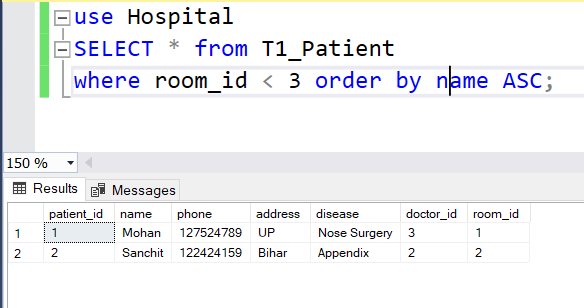 use Hospital
SELECT * from T1_Patient
where room_id < 3 order by name ASC;
150 %
Results Messages
patient_id name phone address disease doctor_id room_id
1 1 Mohan 127524789 UP Nose Surgery 3 1
2 2 Sanchit 122424159 Bihar Appendix 2 2